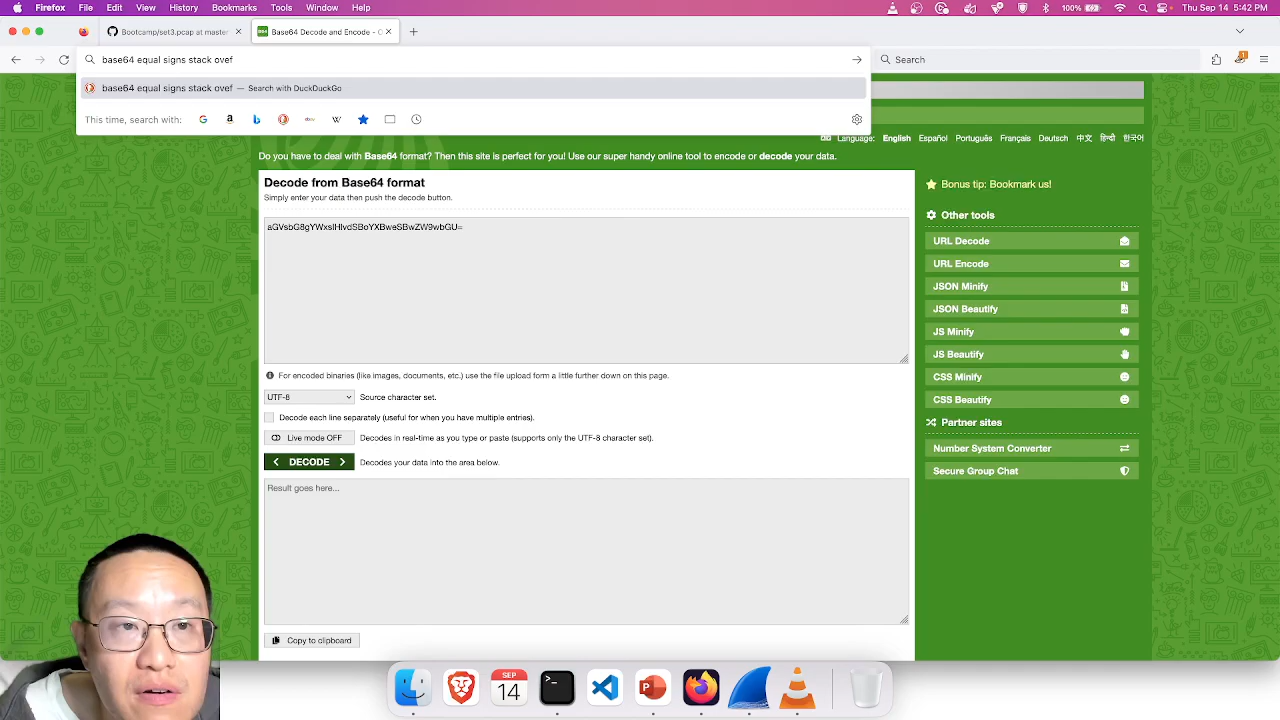 Firefox File Edit View History Bookmarks Tools Window Help
100% Thu Sep 14 5:42 PM
Bootcamp/set3.pcap at master
Base64 Decode and Encode - O
base64 equal signs stack ovef
Search
base64 equal signs stack ovef — Search with DuckDuckGo
This time, search with:
Language: English Español Português Français Deutsch 中文 हिन्दी 한국어
Do you have to deal with Base64 format? Then this site is perfect for you! Use our super handy online tool to encode or decode your data.
Decode from Base64 format
Simply enter your data then push the decode button.
aGVsbG8gYWxsIHlvdSBoYXBweSBwZW9wbGU=
For encoded binaries (like images, documents, etc.) use the file upload form a little further down on this page.
UTF-8 Source character set.
Decode each line separately (useful for when you have multiple entries).
Live mode OFF Decodes in real-time as you type or paste (supports only the UTF-8 character set).
DECODE Decodes your data into the area below.
Result goes here...
Copy to clipboard
Bonus tip: Bookmark us!
Other tools
URL Decode
URL Encode
JSON Minify
JSON Beautify
JS Minify
JS Beautify
CSS Minify
CSS Beautify
Partner sites
Number System Converter
Secure Group Chat
SEP
14